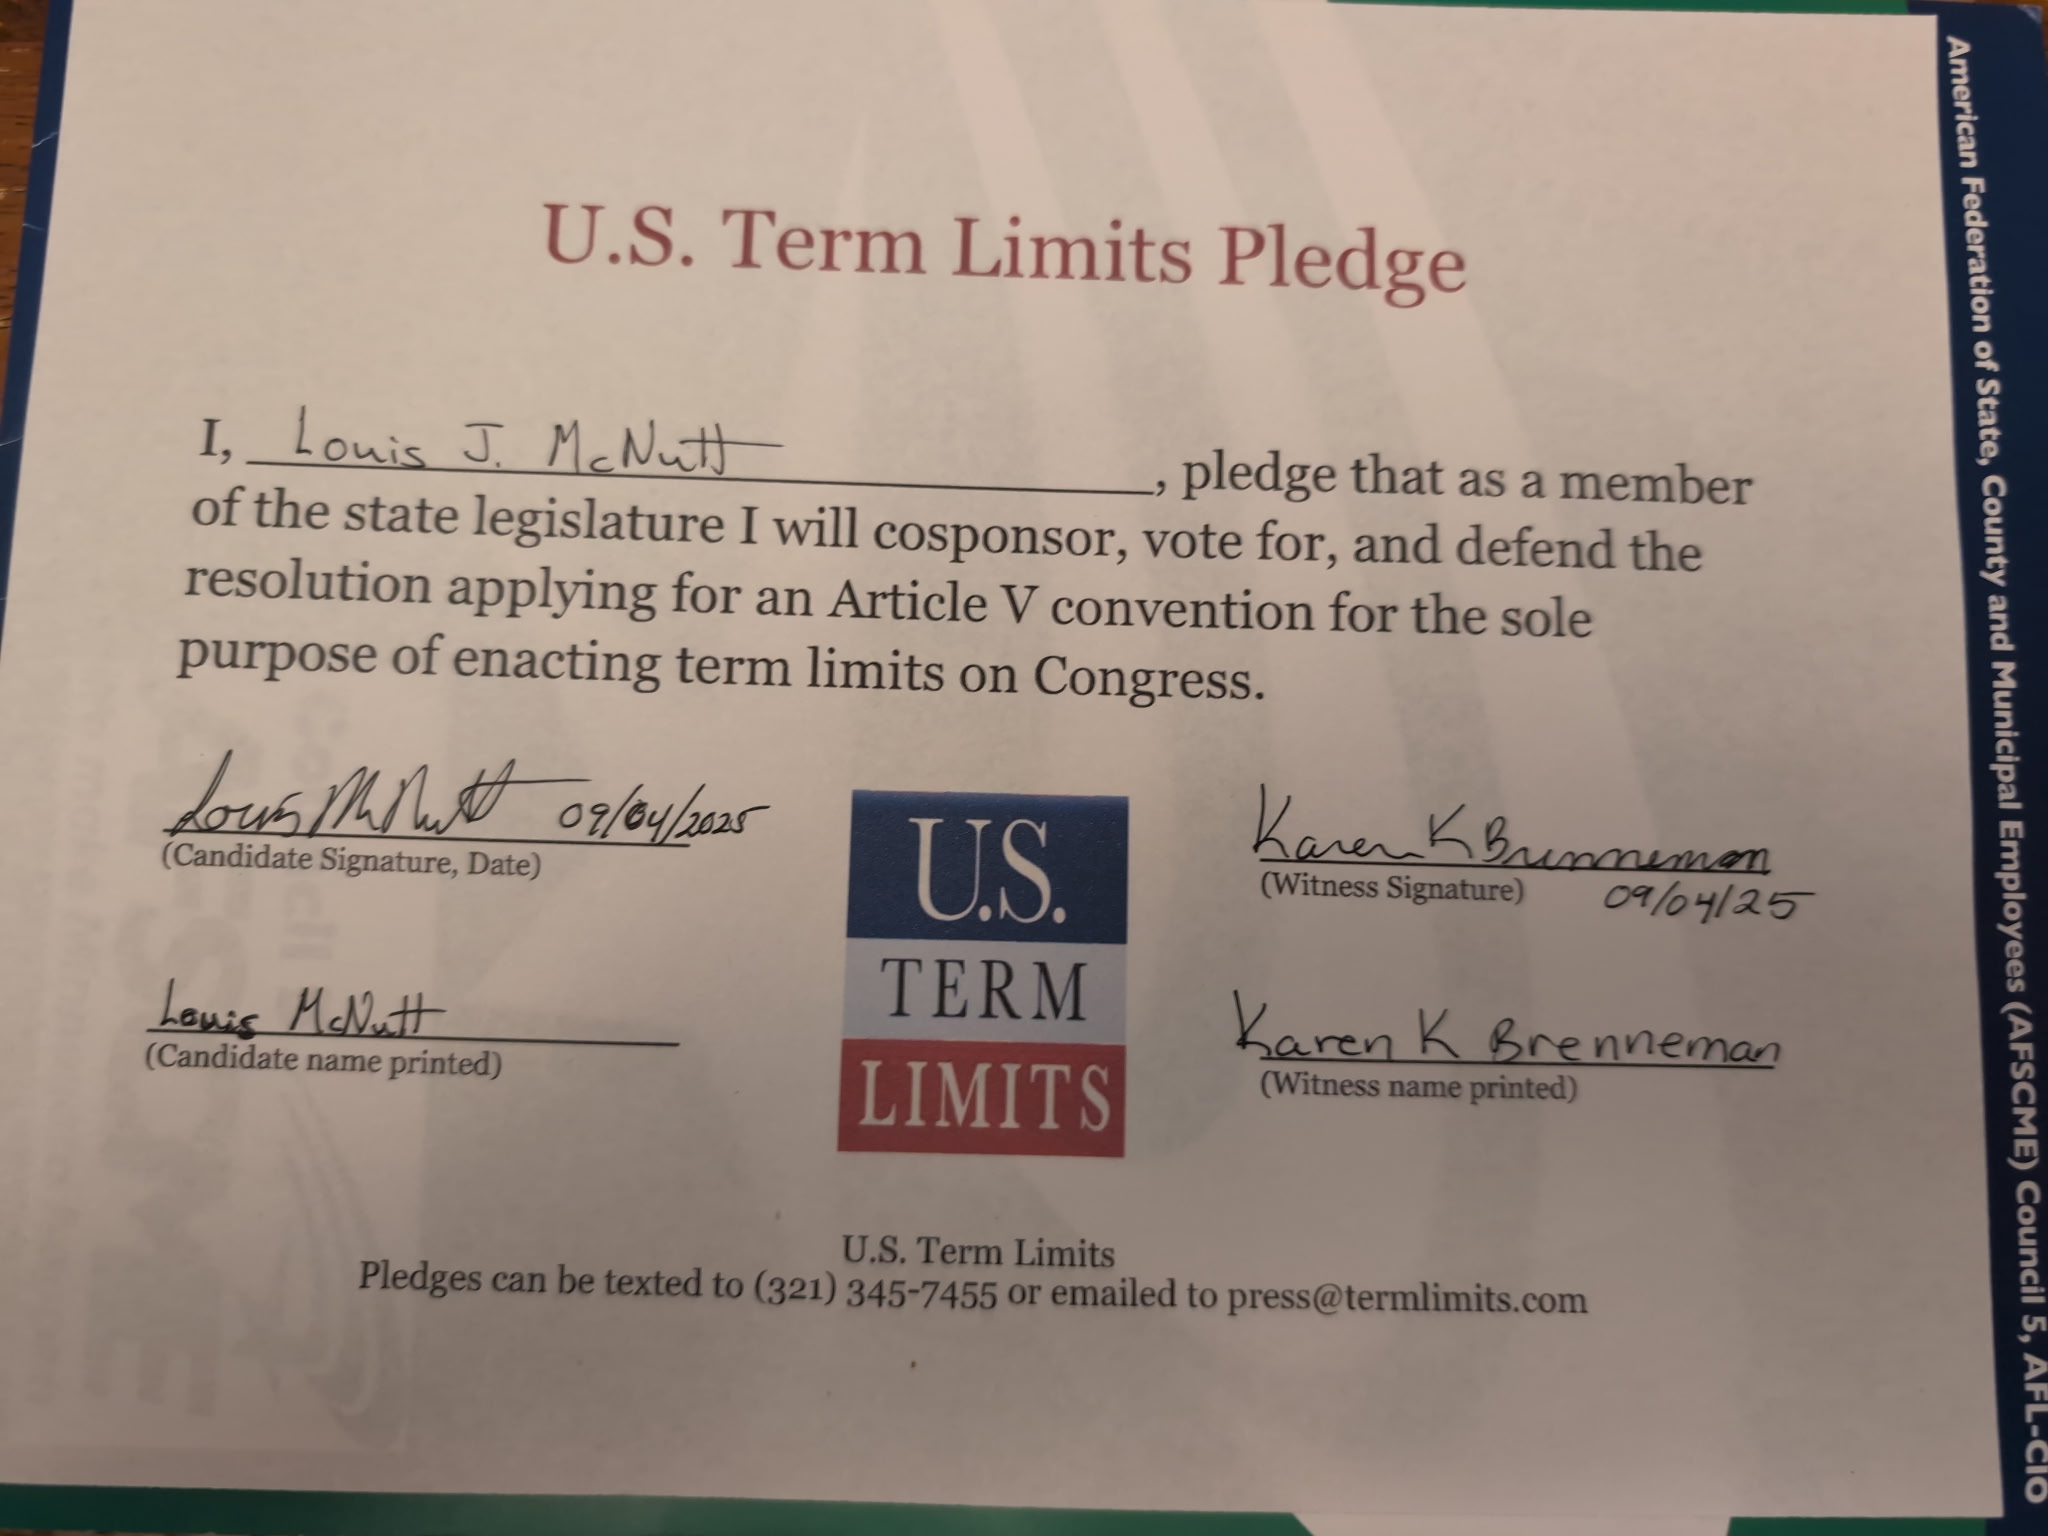 U.S. Term Limits Pledge
I, Louis J. McNutt, pledge that as a member
of the state legislature I will cosponsor, vote for, and defend the
resolution applying for an Article V convention for the sole
purpose of enacting term limits on Congress.
Louis McNutt 09/04/2025
(Candidate Signature, Date)
Louis McNutt
(Candidate name printed)
U.S.
TERM
LIMITS
Karen K Brenneman
(Witness Signature) 09/04/25
Karen K Brenneman
(Witness name printed)
U.S. Term Limits
Pledges can be texted to (321) 345-7455 or emailed to press@termlimits.com
American Federation of State, County and Municipal Employees (AFSCME) Council 5, AFL-CIO